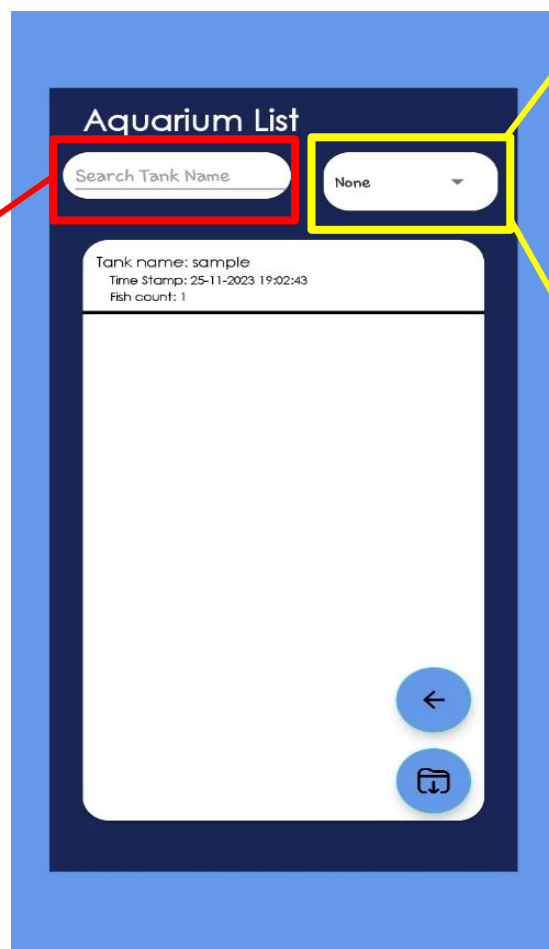 Aquarium List
Search Tank Name
None
Tank name: sample
Time Stamp: 25-11-2023 19:02:43
Fish count: 1